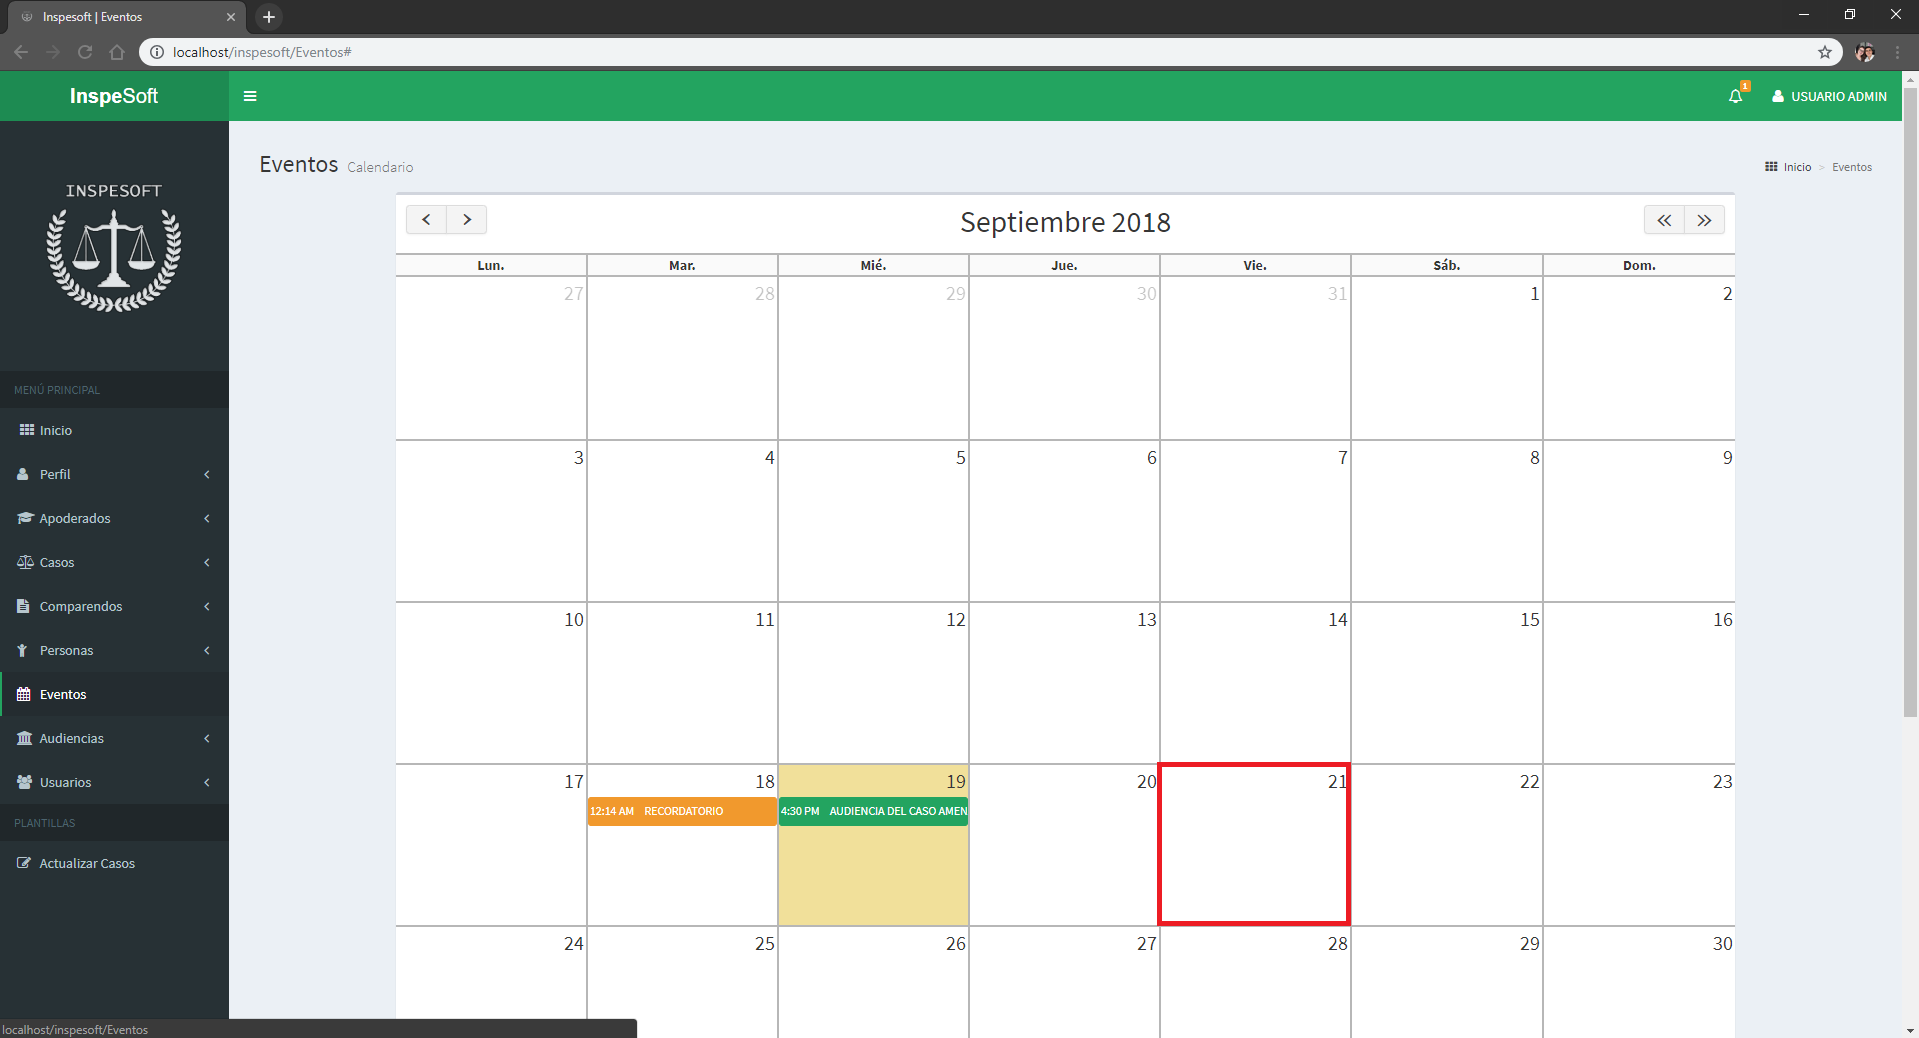 Inspesoft | Eventos
localhost/inspesoft/Eventos#
InspeSoft
1
USUARIO ADMIN
INSPESOFT
MENÚ PRINCIPAL
Inicio
Perfil
Apoderados
Casos
Comparendos
Personas
Eventos
Audiencias
Usuarios
PLANTILLAS
Actualizar Casos
Eventos Calendario
Inicio > Eventos
Septiembre 2018
Lun. Mar. Mié. Jue. Vie. Sáb. Dom.
27 28 29 30 31 1 2
3 4 5 6 7 8 9
10 11 12 13 14 15 16
17 18 19 20 21 22 23
12:14 AM RECORDATORIO
4:30 PM AUDIENCIA DEL CASO AMEN
24 25 26 27 28 29 30
localhost/inspesoft/Eventos